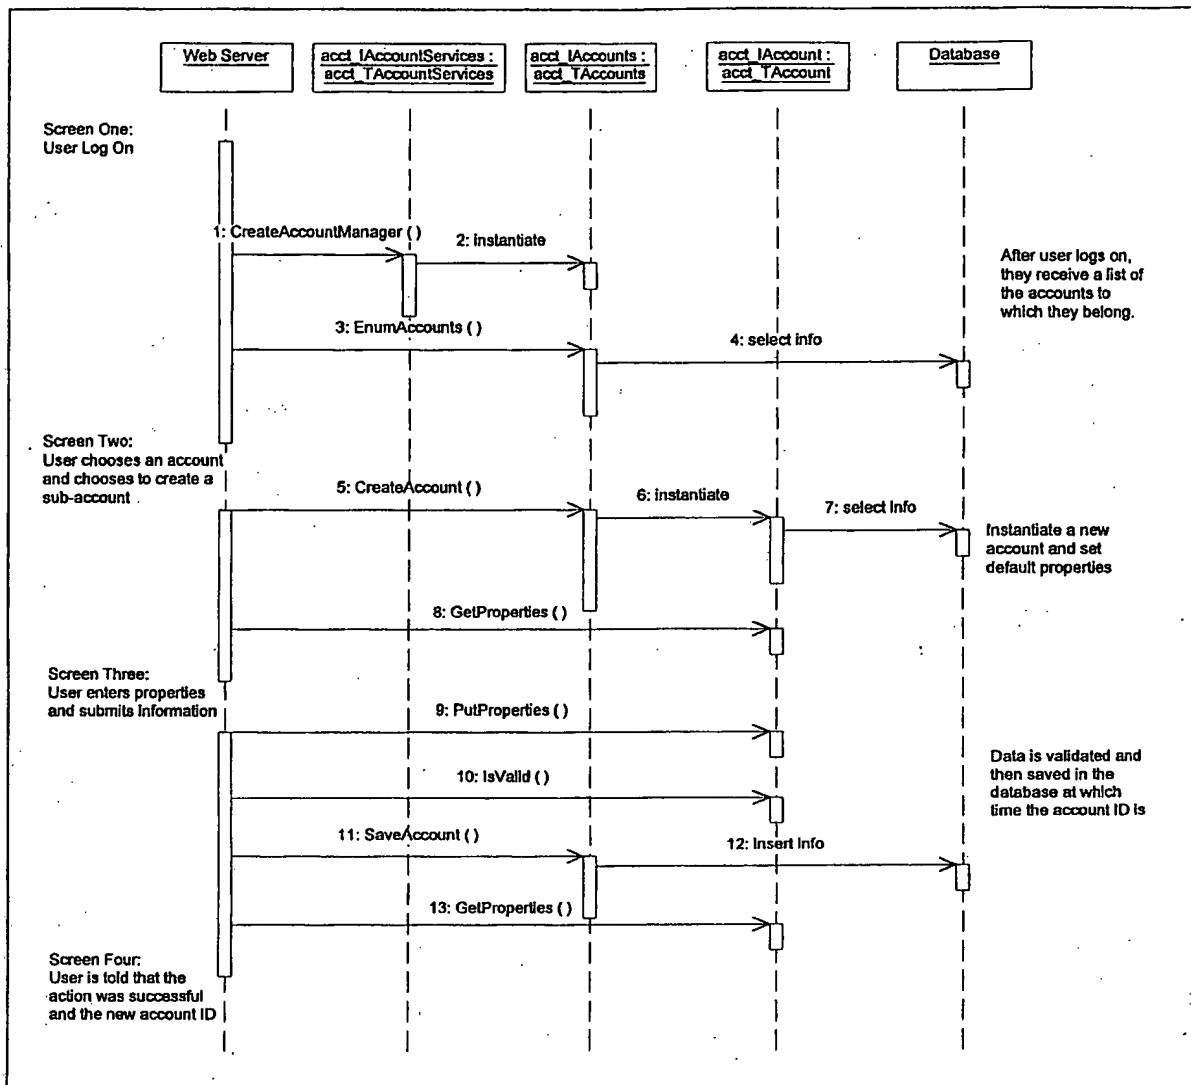 Web Server
acct_IAccountServices :
acct_TAccountServices
acct_IAccounts :
acct_TAccounts
acct_IAccount :
acct_TAccount
Database
Screen One:
User Log On
1: CreateAccountManager ( )
2: instantiate
After user logs on,
they receive a list of
the accounts to
which they belong.
3: EnumAccounts ( )
4: select info
Screen Two:
User chooses an account
and chooses to create a
sub-account
5: CreateAccount ( )
6: instantiate
7: select info
Instantiate a new
account and set
default properties
8: GetProperties ( )
Screen Three:
User enters properties
and submits information
9: PutProperties ( )
Data is validated and
then saved in the
database at which
time the account ID is
10: IsValid ( )
11: SaveAccount ( )
12: insert info
13: GetProperties ( )
Screen Four:
User is told that the
action was successful
and the new account ID